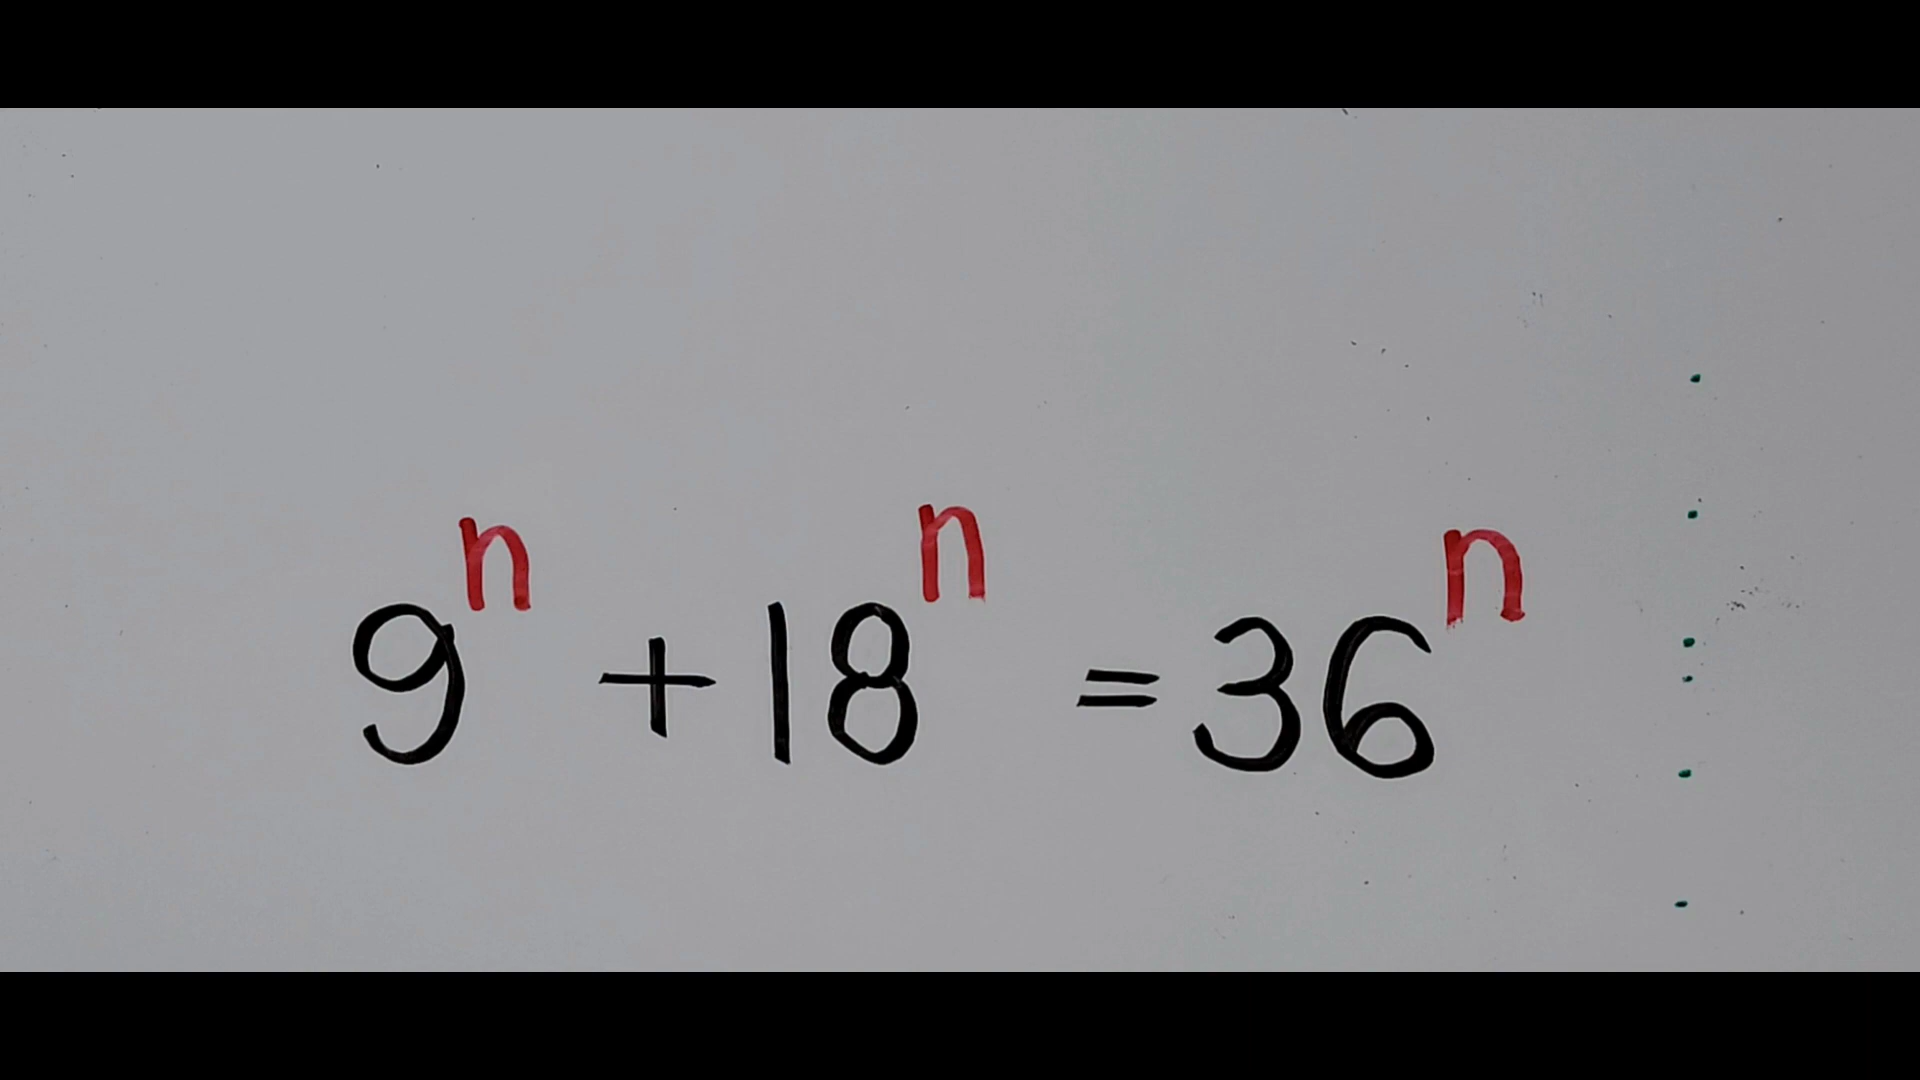 9ⁿ + 18ⁿ = 36ⁿ